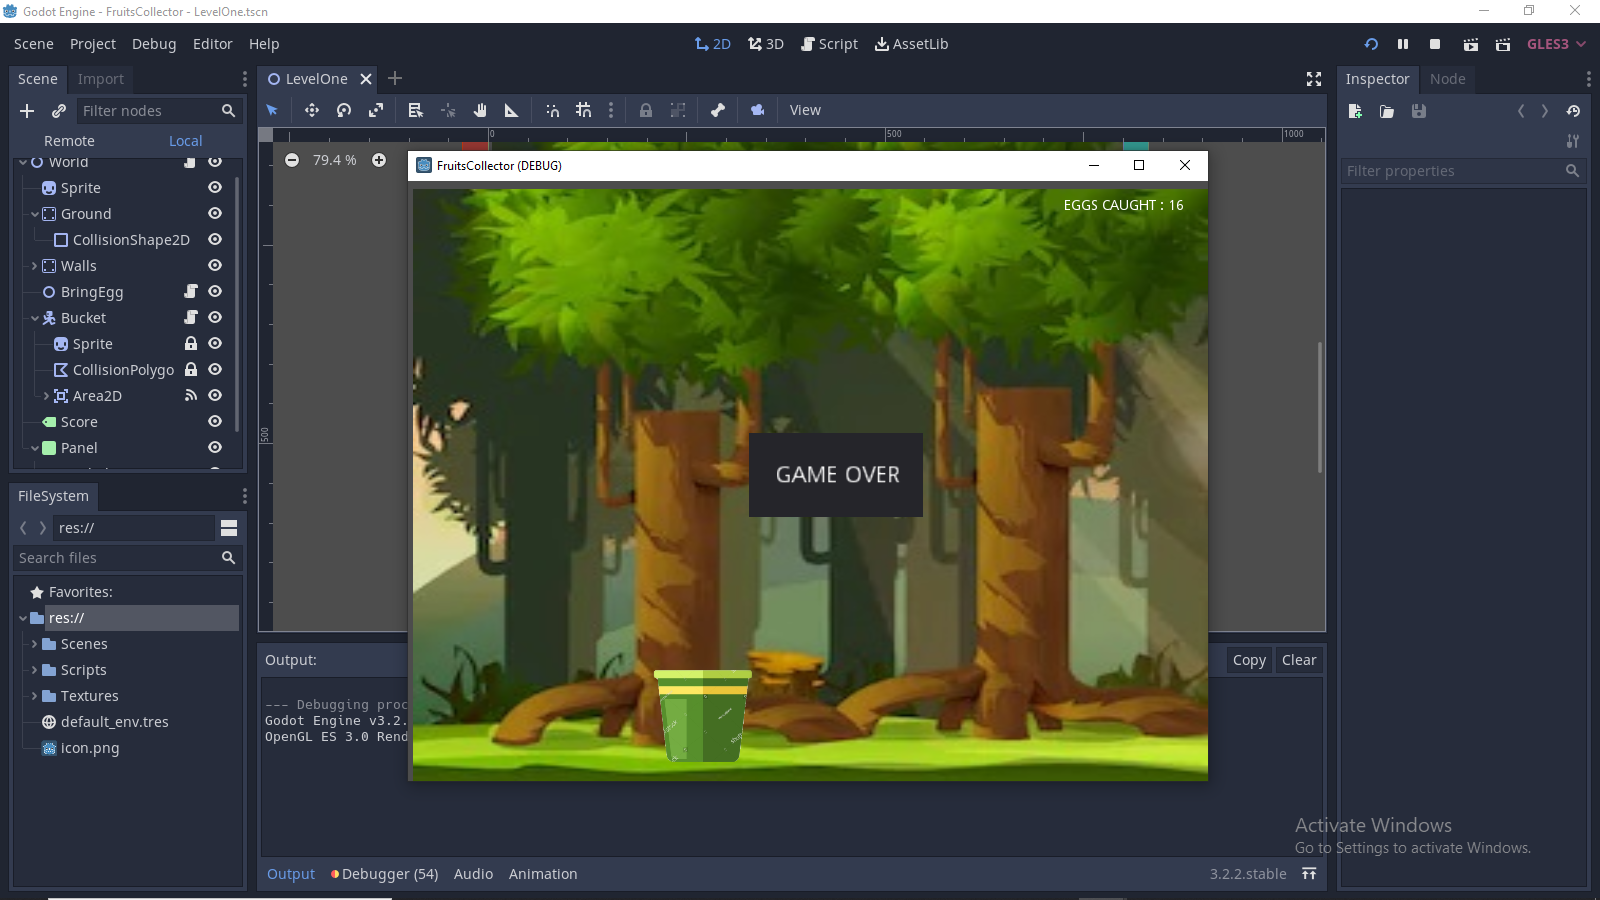 Godot Engine - FruitsCollector - LevelOne.tscn
Scene Project Debug Editor Help
2D 3D Script AssetLib
GLES3
Scene Import
LevelOne
Inspector Node
Filter nodes
View
Remote Local
0 500 1000
79.4 %
500
World
Sprite
Ground
CollisionShape2D
Walls
BringEgg
Bucket
Sprite
CollisionPolygo
Area2D
Score
Panel
Filter properties
FruitsCollector (DEBUG)
EGGS CAUGHT : 16
GAME OVER
FileSystem
res://
Search files
Favorites:
res://
Scenes
Scripts
Textures
default_env.tres
icon.png
Output:
Copy Clear
--- Debugging proc
Godot Engine v3.2.
OpenGL ES 3.0 Rend
Activate Windows
Go to Settings to activate Windows.
Output Debugger (54) Audio Animation
3.2.2.stable